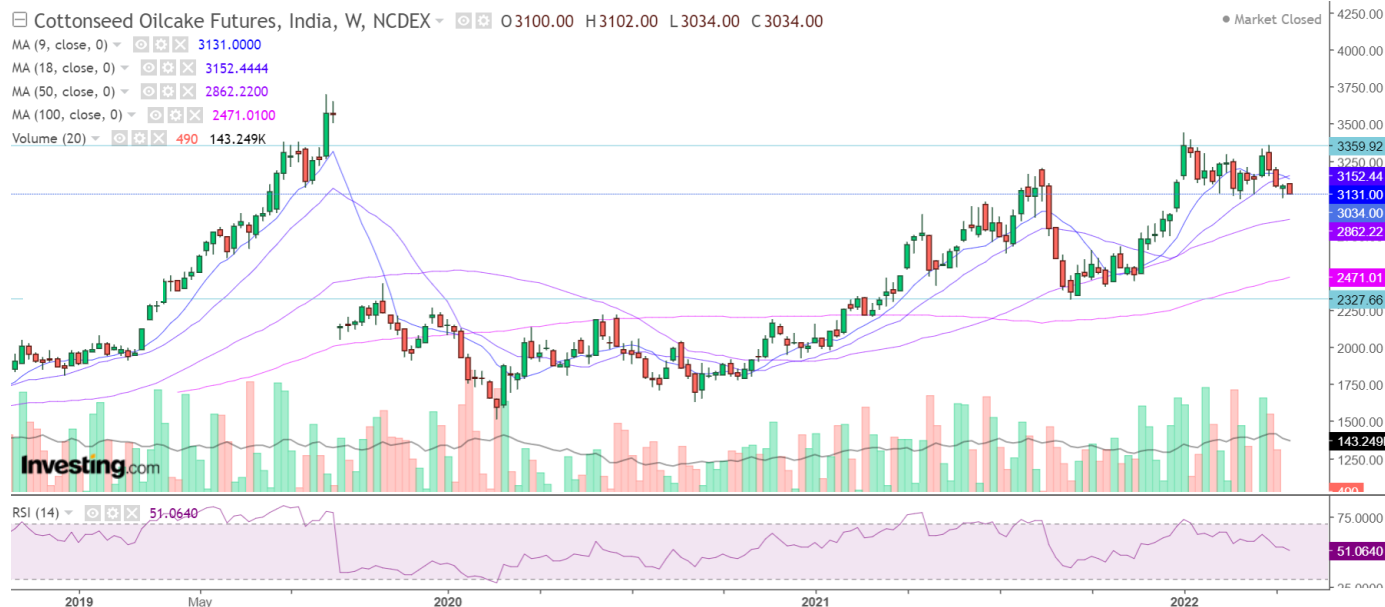 Cottonseed Oilcake Futures, India, W, NCDEX O3100.00 H3102.00 L3034.00 C3034.00
Market Closed
MA (9, close, 0) 3131.0000
MA (18, close, 0) 3152.4444
MA (50, close, 0) 2862.2200
MA (100, close, 0) 2471.0100
Volume (20) 490 143.249K
4250.00
4000.00
3750.00
3500.00
3359.92
3250.00
3152.44
3131.00
3034.00
2862.22
2471.01
2327.66
2250.00
2000.00
1750.00
1500.00
143.249
1250.00
Investing.com
RSI (14) 51.0640
75.0000
51.0640
2019 May 2020 2021 2022